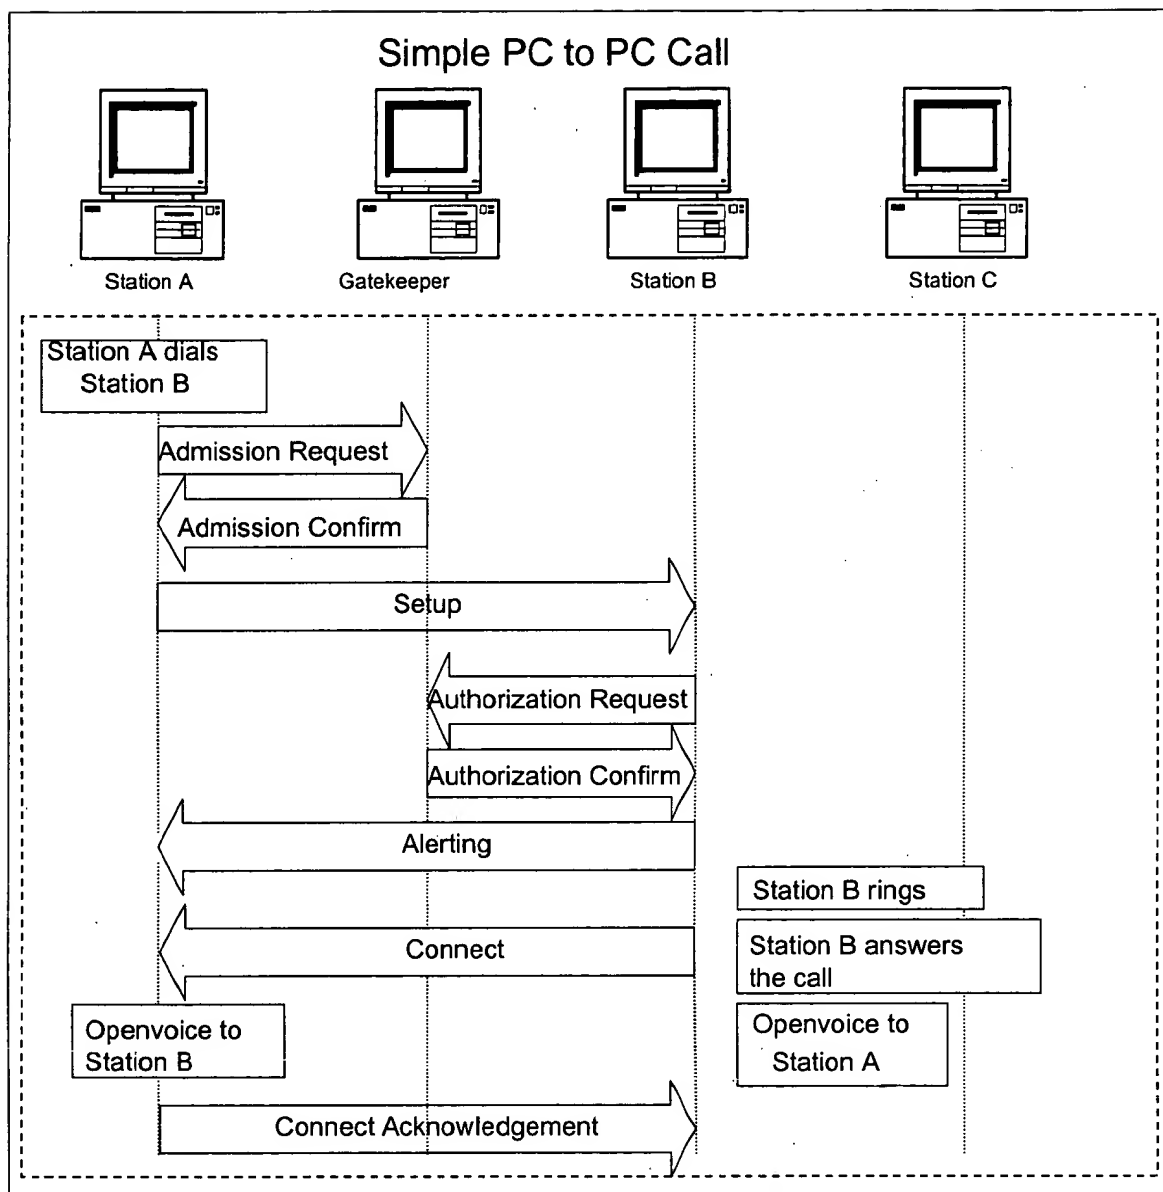 Simple PC to PC Call
Station A
Gatekeeper
Station B
Station C
Station A dials
Station B
Admission Request
Admission Confirm
Setup
Authorization Request
Authorization Confirm
Alerting
Station B rings
Connect
Station B answers
the call
Openvoice to
Station B
Openvoice to
Station A
Connect Acknowledgement